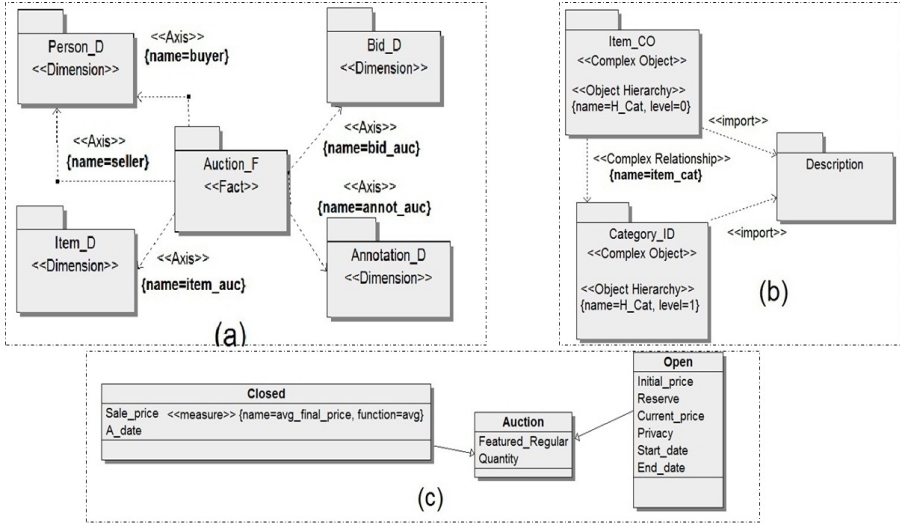 Person_D
<<Dimension>>
<<Axis>>
{name=buyer}
Bid_D
<<Dimension>>
<<Axis>>
{name=seller}
Auction_F
<<Fact>>
<<Axis>>
{name=bid_auc}
<<Axis>>
{name=annot_auc}
Item_D
<<Dimension>>
<<Axis>>
{name=item_auc}
Annotation_D
<<Dimension>>
(a)
Item_CO
<<Complex Object>>
<<Object Hierarchy>>
{name=H_Cat, level=0}
<<import>>
<<Complex Relationship>>
{name=item_cat}
Description
Category_ID
<<Complex Object>>
<<Object Hierarchy>>
{name=H_Cat, level=1}
<<import>>
(b)
Closed
Sale_price <<measure>> {name=avg_final_price, function=avg}
A_date
Auction
Featured_Regular
Quantity
Open
Initial_price
Reserve
Current_price
Privacy
Start_date
End_date
(c)